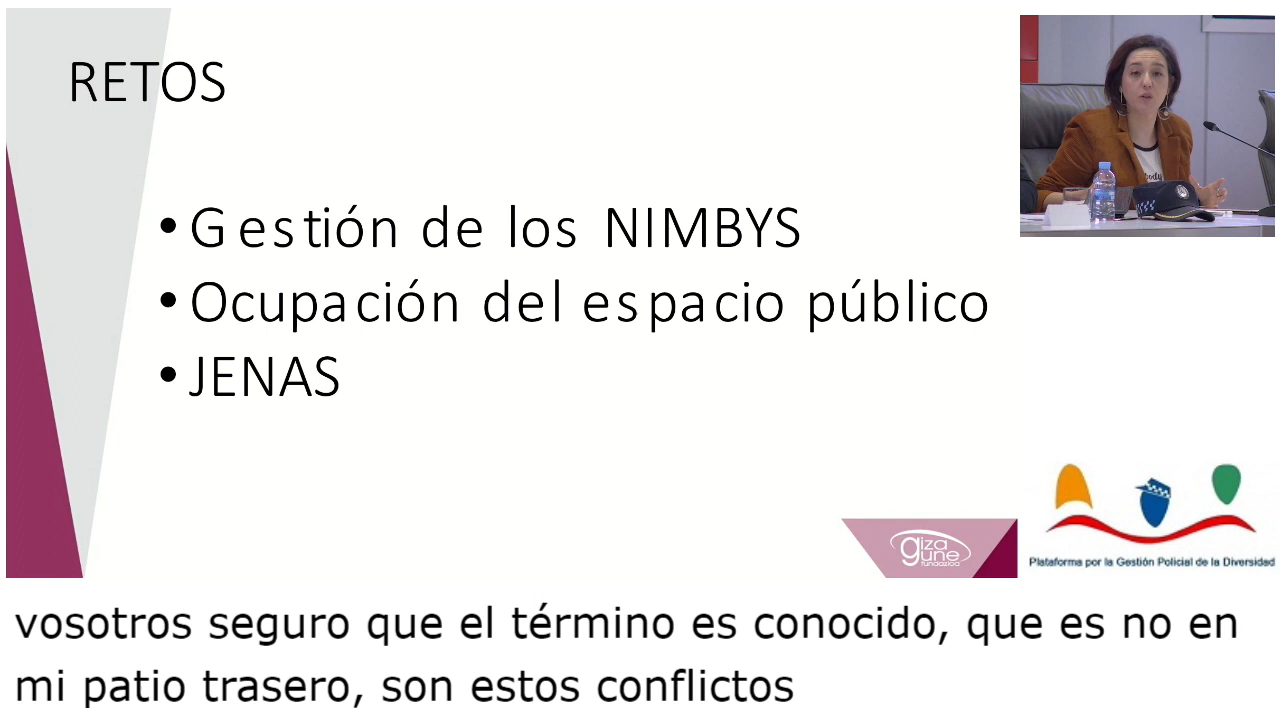 RETOS
• Gestión de los NIMBYS
• Ocupación del espacio público
• JENAS
giza
gune
fundazioa
Plataforma por la Gestión Policial de la Diversidad
vosotros seguro que el término es conocido, que es no en
mi patio trasero, son estos conflictos